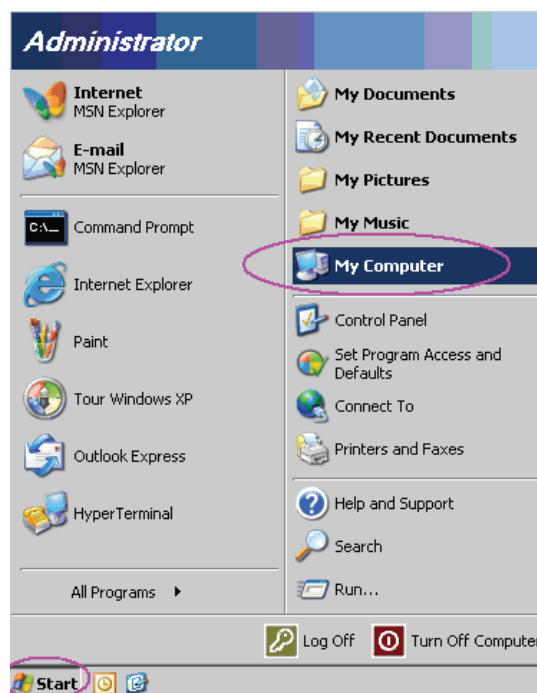 Administrator
Internet
MSN Explorer
E-mail
MSN Explorer
C:\_
Command Prompt
Internet Explorer
Paint
Tour Windows XP
Outlook Express
HyperTerminal
All Programs
My Documents
My Recent Documents
My Pictures
My Music
My Computer
Control Panel
Set Program Access and
Defaults
Connect To
Printers and Faxes
Help and Support
Search
Run...
Log Off
Turn Off Computer
Start